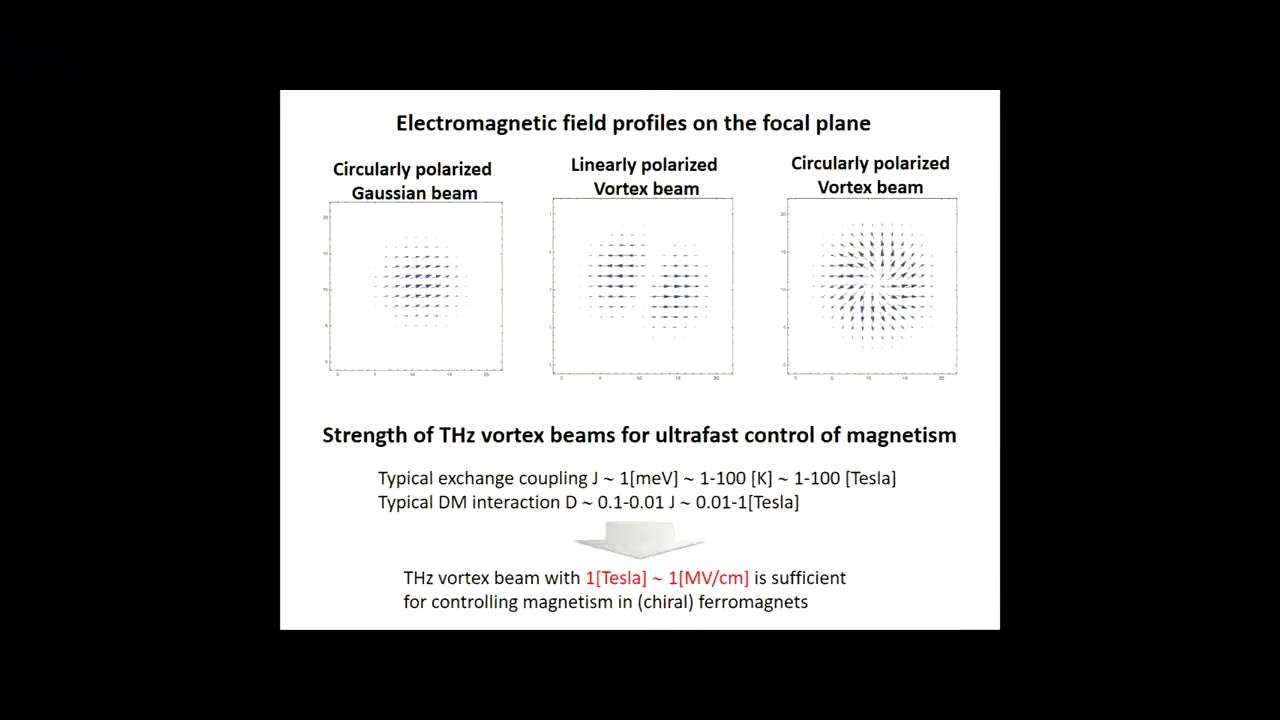 Electromagnetic field profiles on the focal plane
Circularly polarized
Gaussian beam
Linearly polarized
Vortex beam
Circularly polarized
Vortex beam
Strength of THz vortex beams for ultrafast control of magnetism
Typical exchange coupling J ~ 1[meV] ~ 1-100 [K] ~ 1-100 [Tesla]
Typical DM interaction D ~ 0.1-0.01 J ~ 0.01-1[Tesla]
THz vortex beam with 1[Tesla] ~ 1[MV/cm] is sufficient
for controlling magnetism in (chiral) ferromagnets